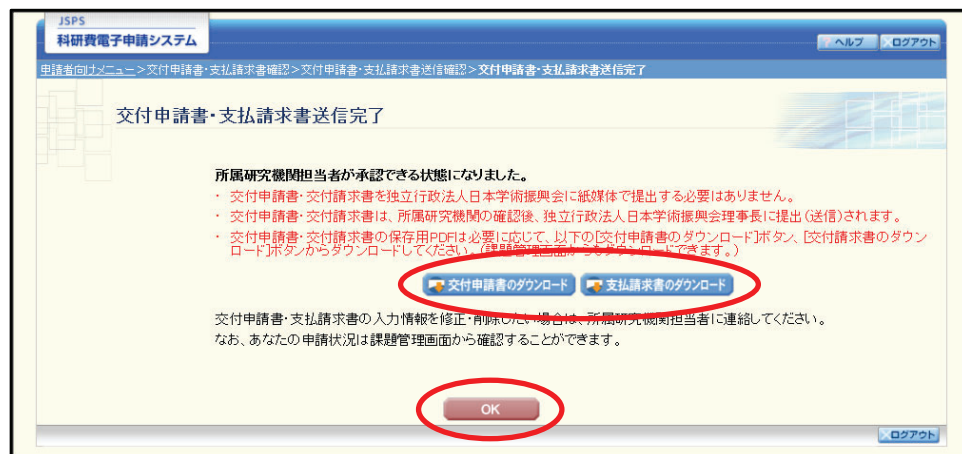 JSPS
科研費電子申請システム
ヘルプ
ログアウト
申請者向けメニュー>交付申請書・支払請求書確認>交付申請書・支払請求書送信確認>交付申請書・支払請求書送信完了
交付申請書・支払請求書送信完了
所属研究機関担当者が承認できる状態になりました。
・ 交付申請書・交付請求書を独立行政法人日本学術振興会に紙媒体で提出する必要はありません。
・ 交付申請書・交付請求書は、所属研究機関の確認後、独立行政法人日本学術振興会理事長に提出(送信)されます。
・ 交付申請書・交付請求書の保存用PDFは必要に応じて、以下の[交付申請書のダウンロード]ボタン、[交付請求書のダウン
ロード]ボタンからダウンロードしてください。(課題管理画面からもダウンロードできます。)
交付申請書のダウンロード
支払請求書のダウンロード
交付申請書・支払請求書の入力情報を修正・削除したい場合は、所属研究機関担当者に連絡してください。
なお、あなたの申請状況は課題管理画面から確認することができます。
OK
ログアウト